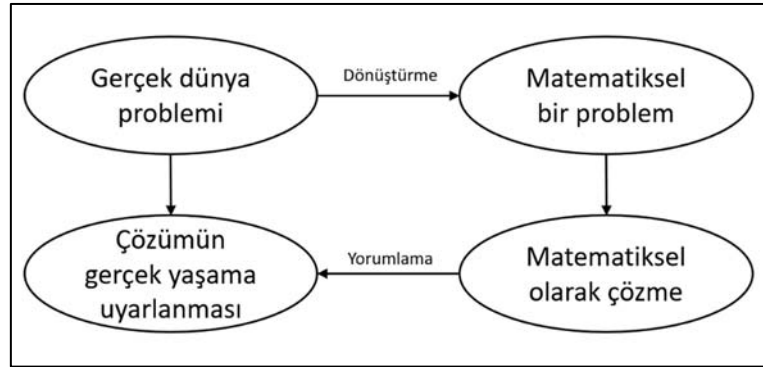 Gerçek dünya
problemi
Dönüştürme
Matematiksel
bir problem
Çözümün
gerçek yaşama
uyarlanması
Yorumlama
Matematiksel
olarak çözme